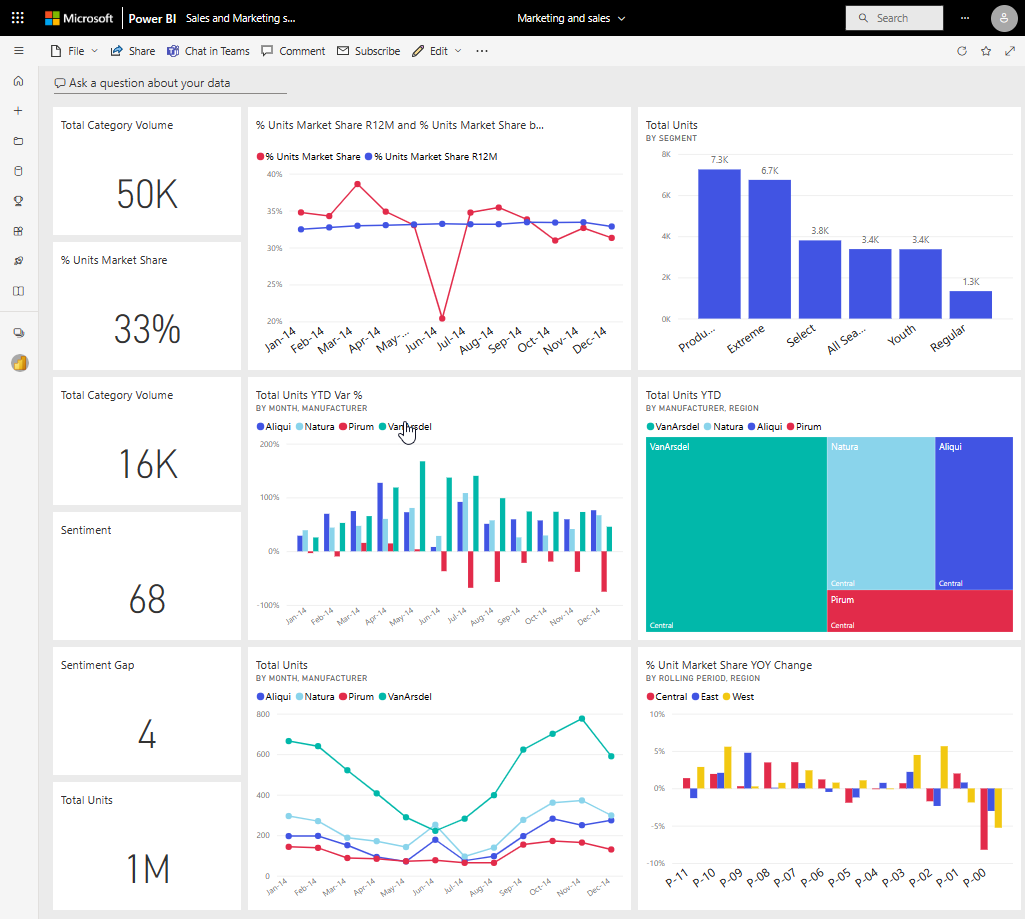 Microsoft Power BI Sales and Marketing s... Marketing and sales Search ...
File Share Chat in Teams Comment Subscribe Edit ...
Ask a question about your data
Total Category Volume
50K
% Units Market Share
33%
Total Category Volume
16K
Sentiment
68
Sentiment Gap
4
Total Units
1M
% Units Market Share R12M and % Units Market Share b...
% Units Market Share % Units Market Share R12M
40%
35%
30%
25%
20%
Jan-14 Feb-14 Mar-14 Apr-14 May-... Jun-14 Jul-14 Aug-14 Sep-14 Oct-14 Nov-14 Dec-14
Total Units
BY SEGMENT
8K
6K
4K
2K
0K
7.3K 6.7K 3.8K 3.4K 3.4K 1.3K
Produ... Extreme Select All Sea... Youth Regular
Total Units YTD Var %
BY MONTH, MANUFACTURER
Aliqui Natura Pirum VanArsdel
200%
100%
0%
-100%
Jan-14 Feb-14 Mar-14 Apr-14 May-14 Jun-14 Jul-14 Aug-14 Sep-14 Oct-14 Nov-14 Dec-14
Total Units YTD
BY MANUFACTURER, REGION
VanArsdel Natura Aliqui Pirum
VanArsdel
Central
Natura
Central
Aliqui
Central
Pirum
Central
Total Units
BY MONTH, MANUFACTURER
Aliqui Natura Pirum VanArsdel
800
600
400
200
0
Jan-14 Feb-14 Mar-14 Apr-14 May-14 Jun-14 Jul-14 Aug-14 Sep-14 Oct-14 Nov-14 Dec-14
% Unit Market Share YOY Change
BY ROLLING PERIOD, REGION
Central East West
10%
5%
0%
-5%
-10%
P-11 P-10 P-09 P-08 P-07 P-06 P-05 P-04 P-03 P-02 P-01 P-00